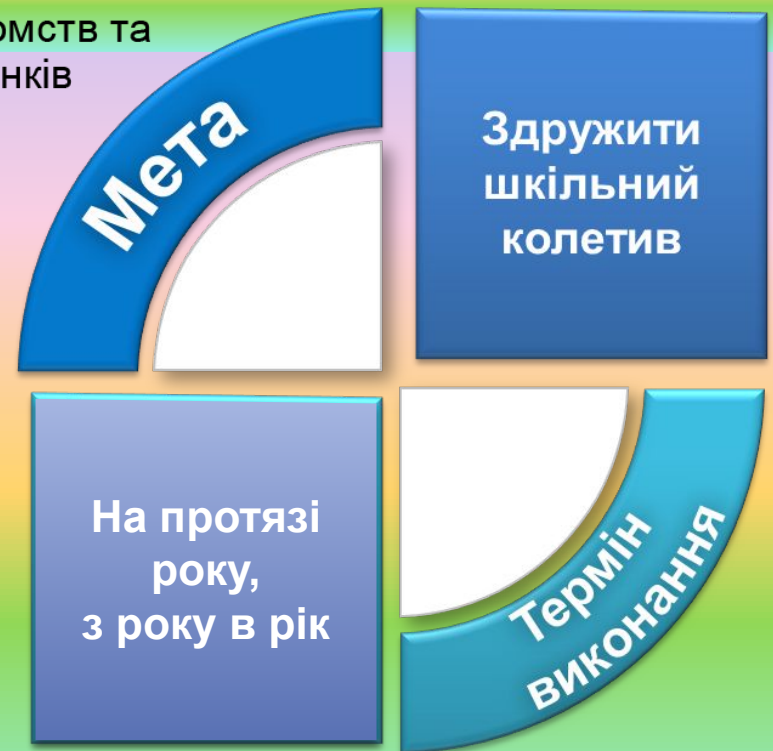 омств та
нків
Мета
Здружити
шкільний
колетив
На протязі
року,
з року в рік
Термін
виконання